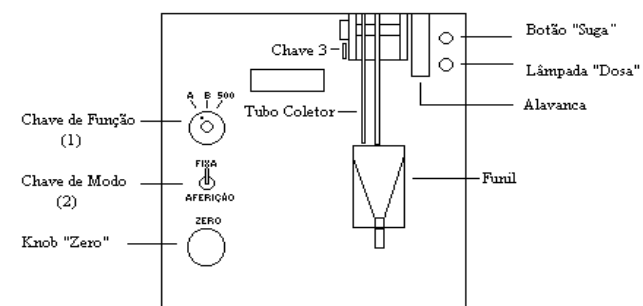 Botão "Suga"
Chave 3
Lâmpada "Dosa"
A B 500
Tubo Coletor
Alavanca
Chave de Função
(1)
FIXA
Chave de Modo
(2)
Funil
AFERIÇÃO
ZERO
Knob "Zero"